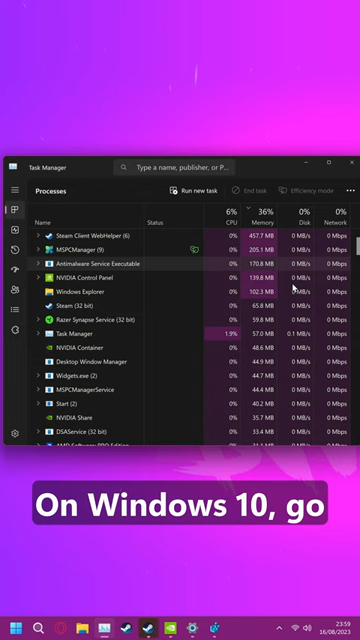 Task Manager
Type a name, publisher, or P...
Processes
Run new task
End task
Efficiency mode
6% 36% 0% 0%
Name Status CPU Memory Disk Network
Steam Client WebHelper (6) 0% 457.7 MB 0 MB/s 0 Mbps
MSPCManager (9) 0% 205.1 MB 0 MB/s 0 Mbps
Antimalware Service Executable 0% 170.8 MB 0 MB/s 0 Mbps
NVIDIA Control Panel 0% 139.8 MB 0 MB/s 0 Mbps
Windows Explorer 0% 102.3 MB 0 MB/s 0 Mbps
Steam (32 bit) 0% 65.8 MB 0 MB/s 0 Mbps
Razer Synapse Service (32 bit) 0% 59.8 MB 0 MB/s 0 Mbps
Task Manager 1.9% 57.0 MB 0.1 MB/s 0 Mbps
NVIDIA Container 0% 48.6 MB 0 MB/s 0 Mbps
Desktop Window Manager 0% 44.9 MB 0 MB/s 0 Mbps
Widgets.exe (2) 0% 44.7 MB 0 MB/s 0 Mbps
MSPCManagerService 0% 44.4 MB 0 MB/s 0 Mbps
Start (2) 0% 40.2 MB 0 MB/s 0 Mbps
NVIDIA Share 0% 35.7 MB 0 MB/s 0 Mbps
DSAService (32 bit) 0% 33.4 MB 0 MB/s 0 Mbps
On Windows 10, go
23:59
16/08/2023